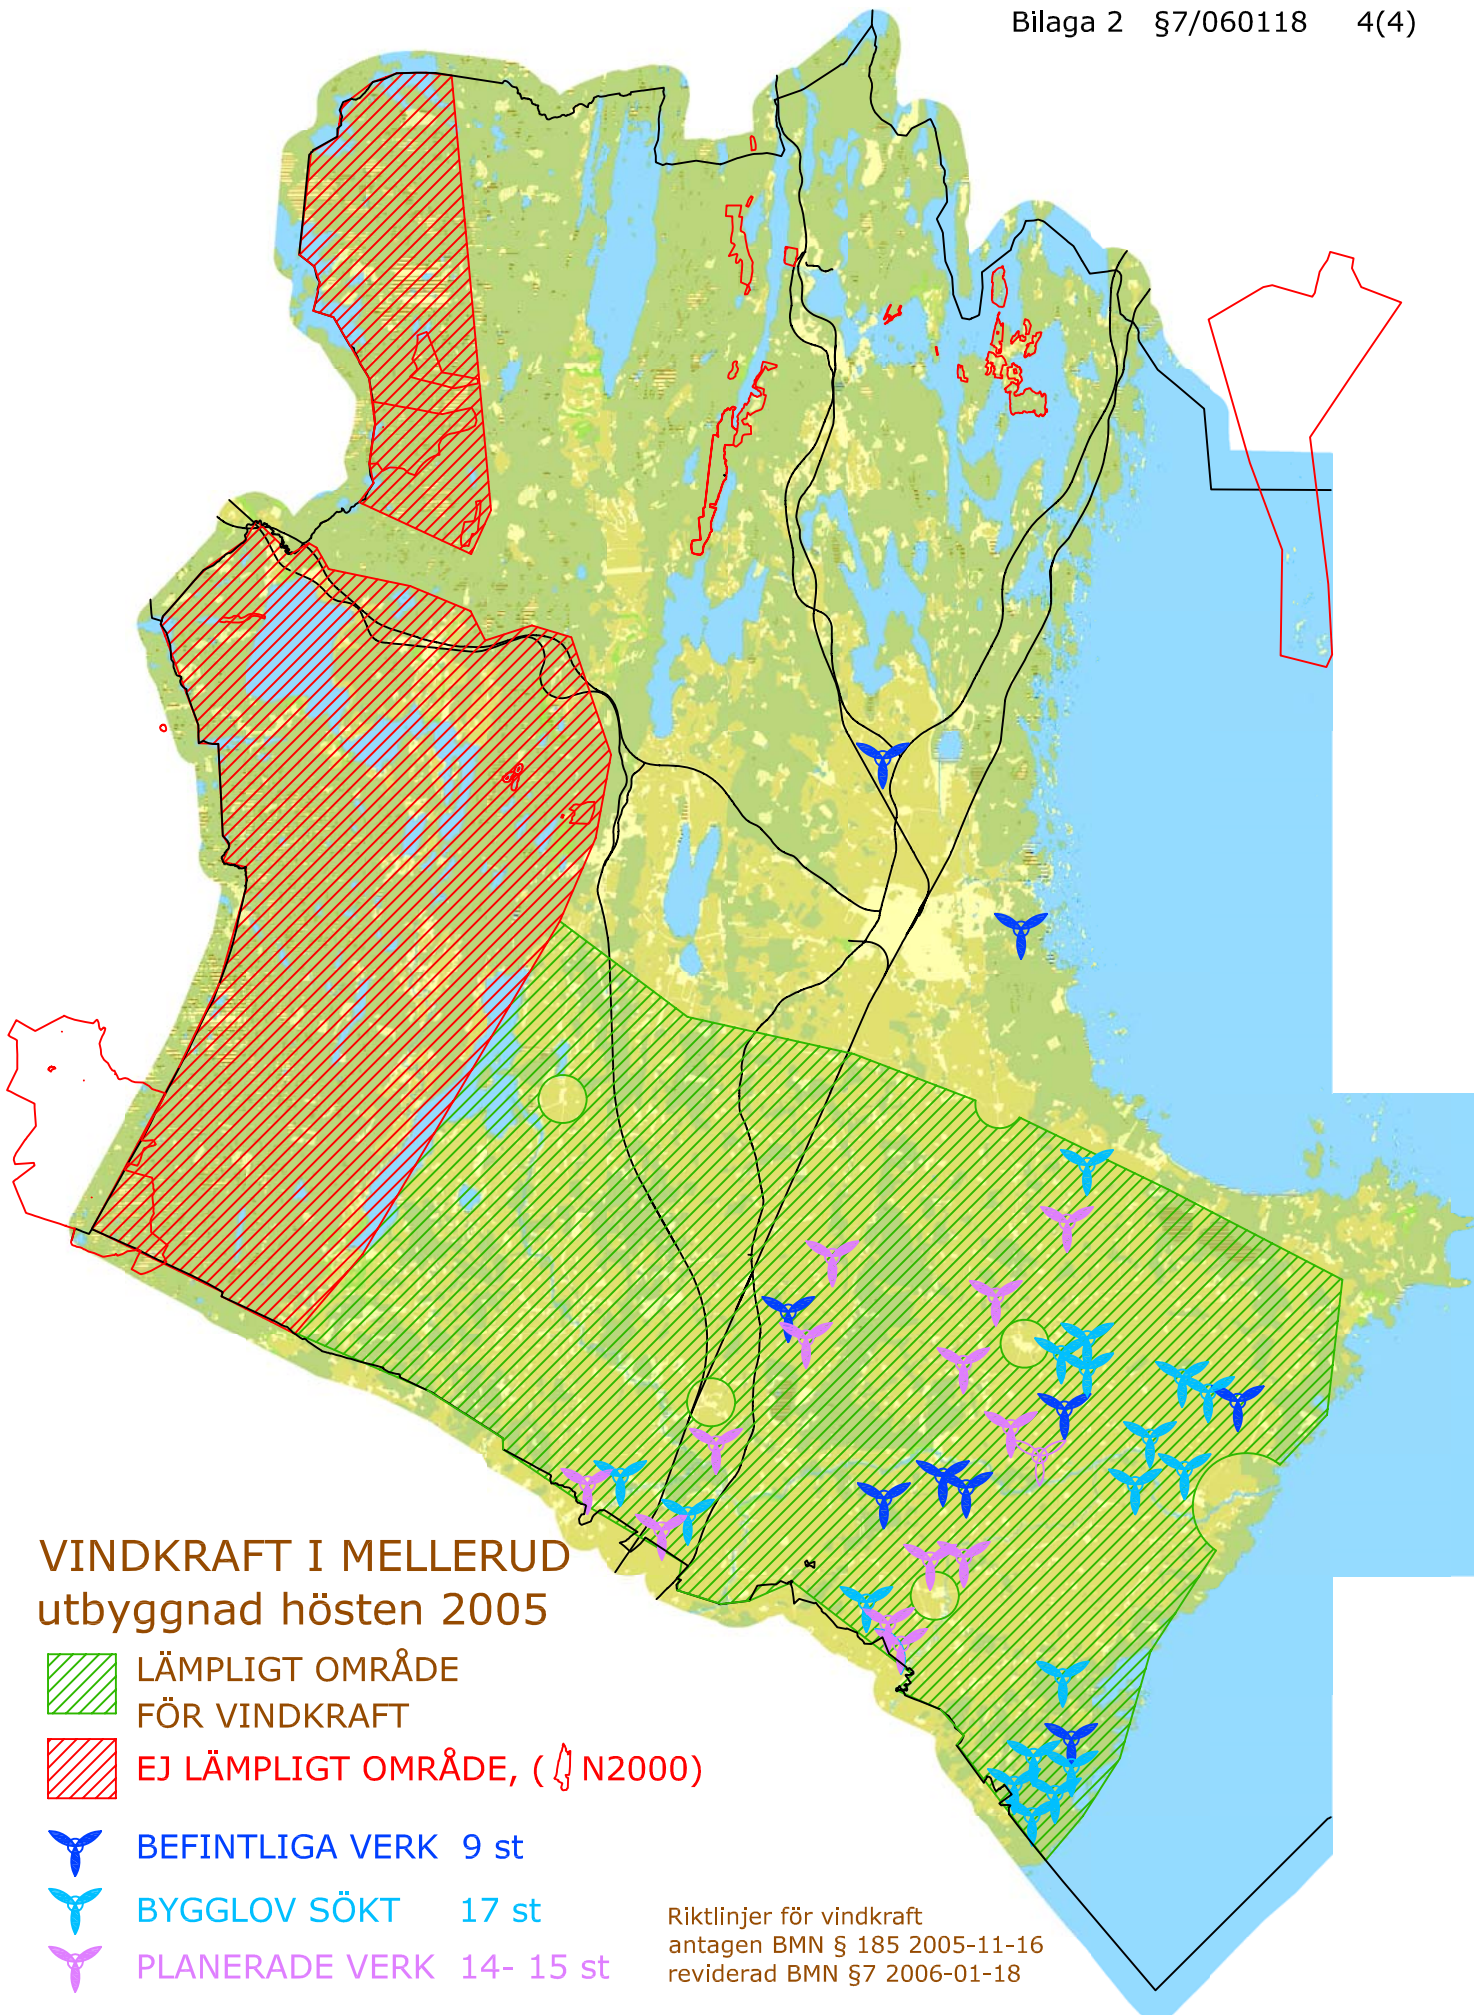 Bilaga 2 §7/060118 4(4)
VINDKRAFT I MELLERUD
utbyggnad hösten 2005
LÄMPLIGT OMRÅDE
FÖR VINDKRAFT
EJ LÄMPLIGT OMRÅDE, ( N2000)
BEFINTLIGA VERK 9 st
BYGGLOV SÖKT 17 st
PLANERADE VERK 14- 15 st
Riktlinjer för vindkraft
antagen BMN § 185 2005-11-16
reviderad BMN §7 2006-01-18